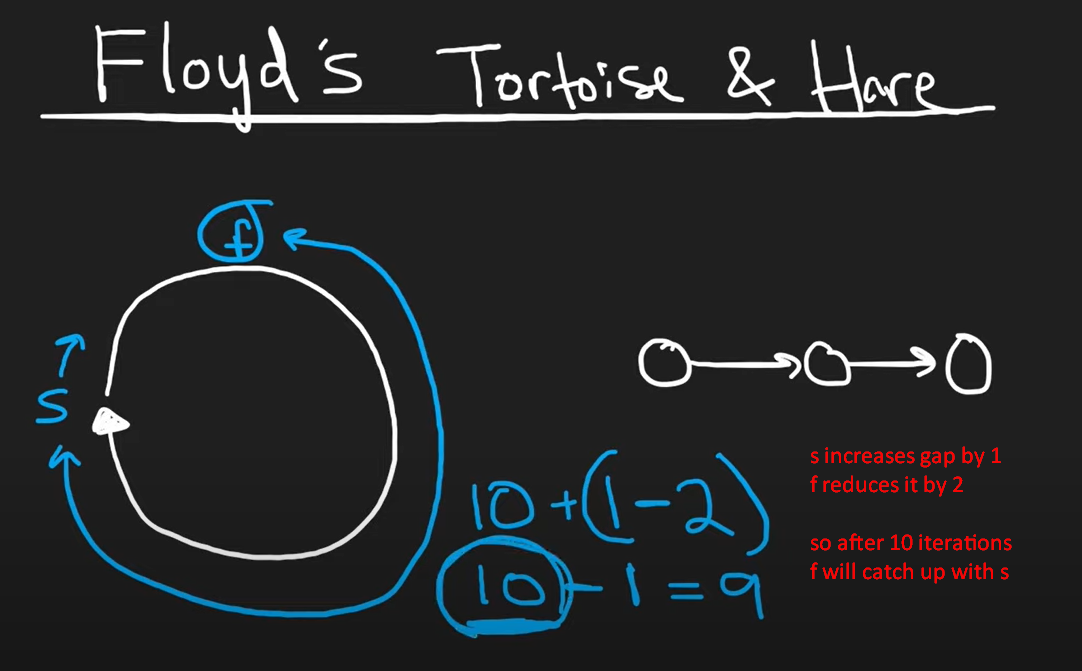 Floyd's Tortoise & Hare
f
s
10 + (1 - 2)
10 - 1 = 9
s increases gap by 1
f reduces it by 2
so after 10 iterations
f will catch up with s